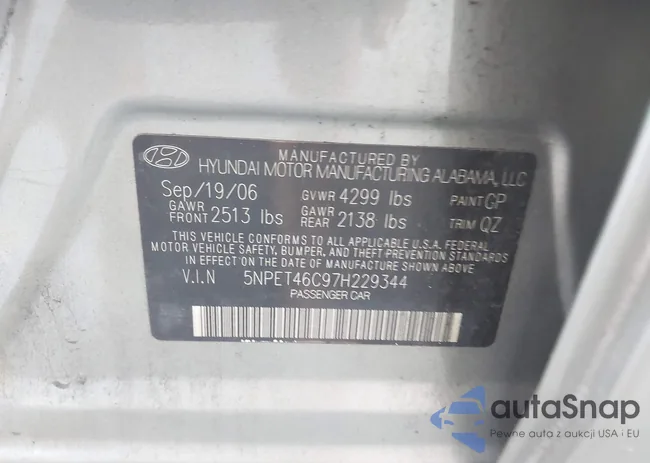 MANUFACTURED BY
HYUNDAI MOTOR MANUFACTURING ALABAMA, LLC
Sep/19/06 GVWR 4299 lbs PAINT GP
GAWR FRONT 2513 lbs GAWR REAR 2138 lbs TRIM QZ
THIS VEHICLE CONFORMS TO ALL APPLICABLE U.S.A. FEDERAL
MOTOR VEHICLE SAFETY, BUMPER, AND THEFT PREVENTION STANDARDS
IN EFFECT ON THE DATE OF MANUFACTURE SHOWN ABOVE.
V.I.N 5NPET46C97H229344
PASSENGER CAR
autaSnap
Pewne auta z aukcji USA i EU